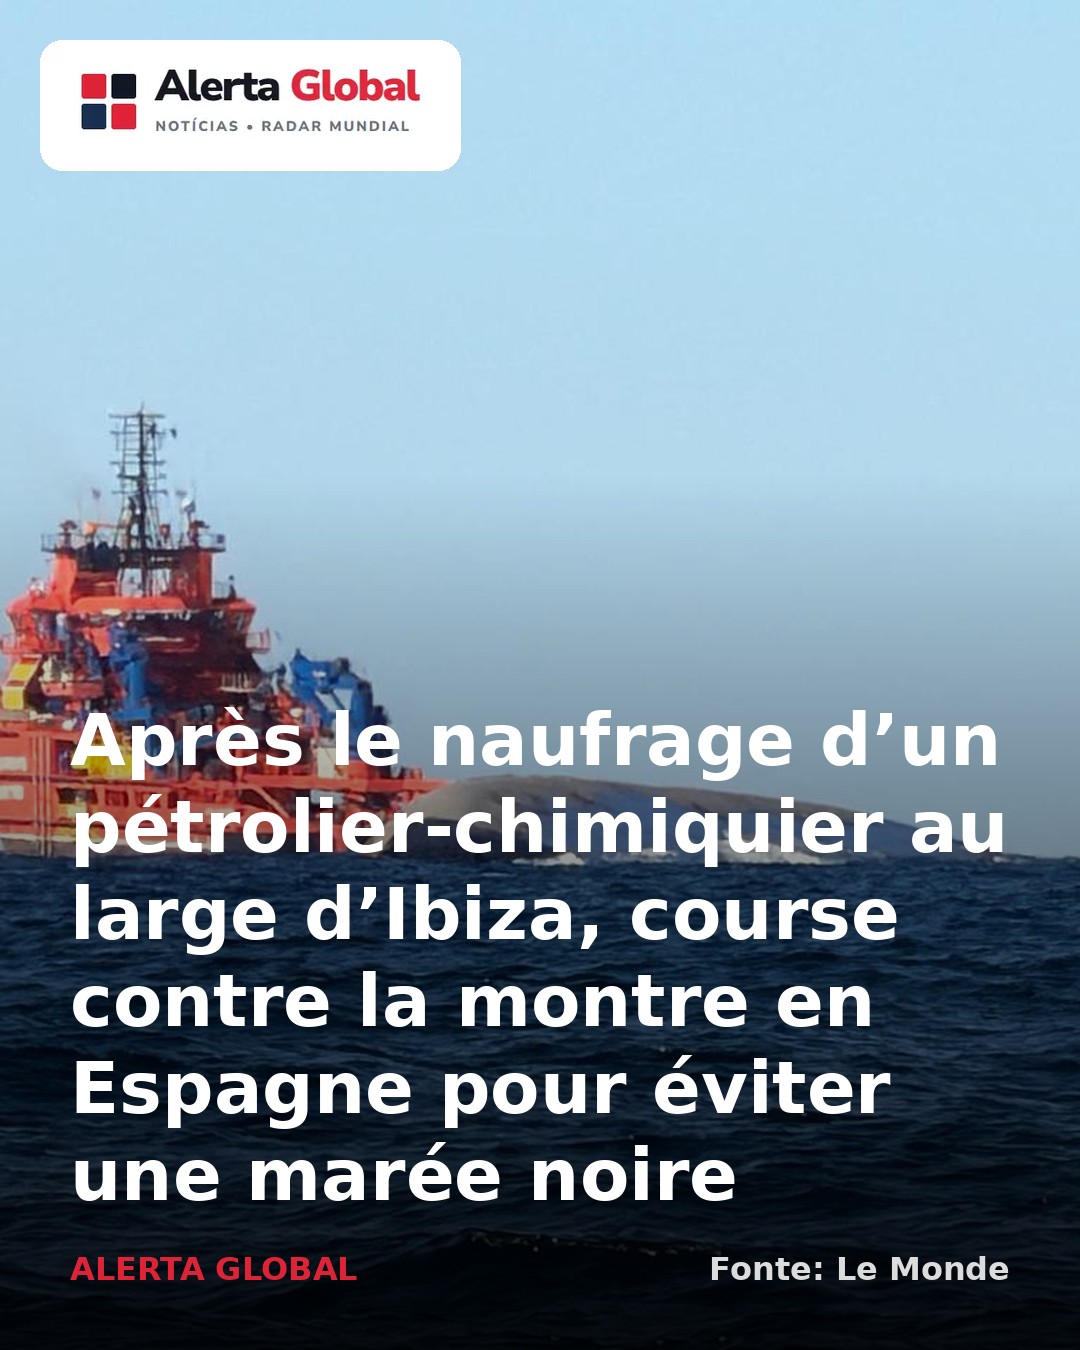 Alerta Global
NOTÍCIAS • RADAR MUNDIAL
Après le naufrage d’un
pétrolier-chimiquier au
large d’Ibiza, course
contre la montre en
Espagne pour éviter
une marée noire
ALERTA GLOBAL
Fonte: Le Monde